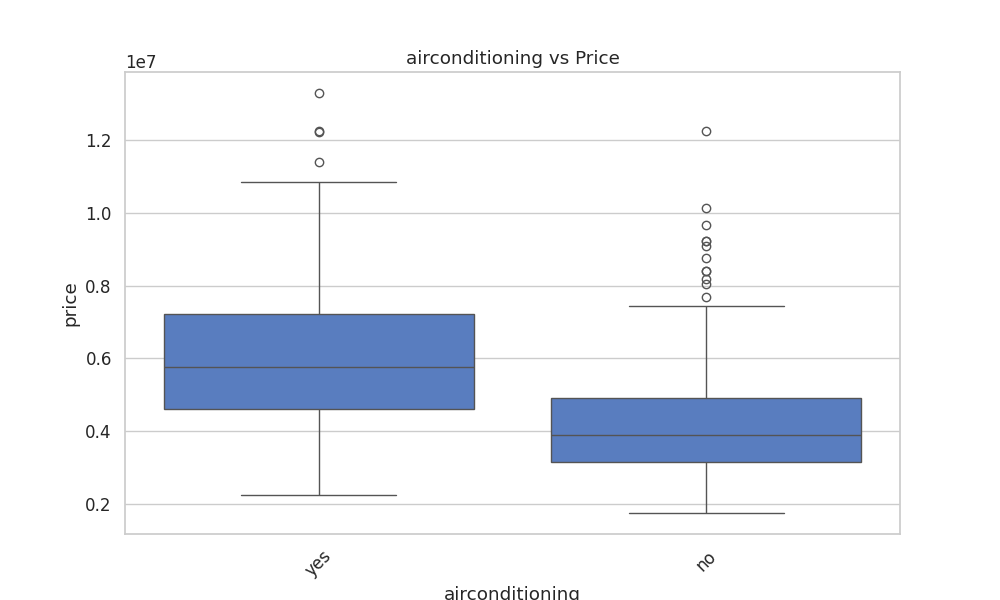 airconditioning vs Price
1e7
1.2
1.0
0.8
0.6
0.4
0.2
price
yes
no
airconditioning